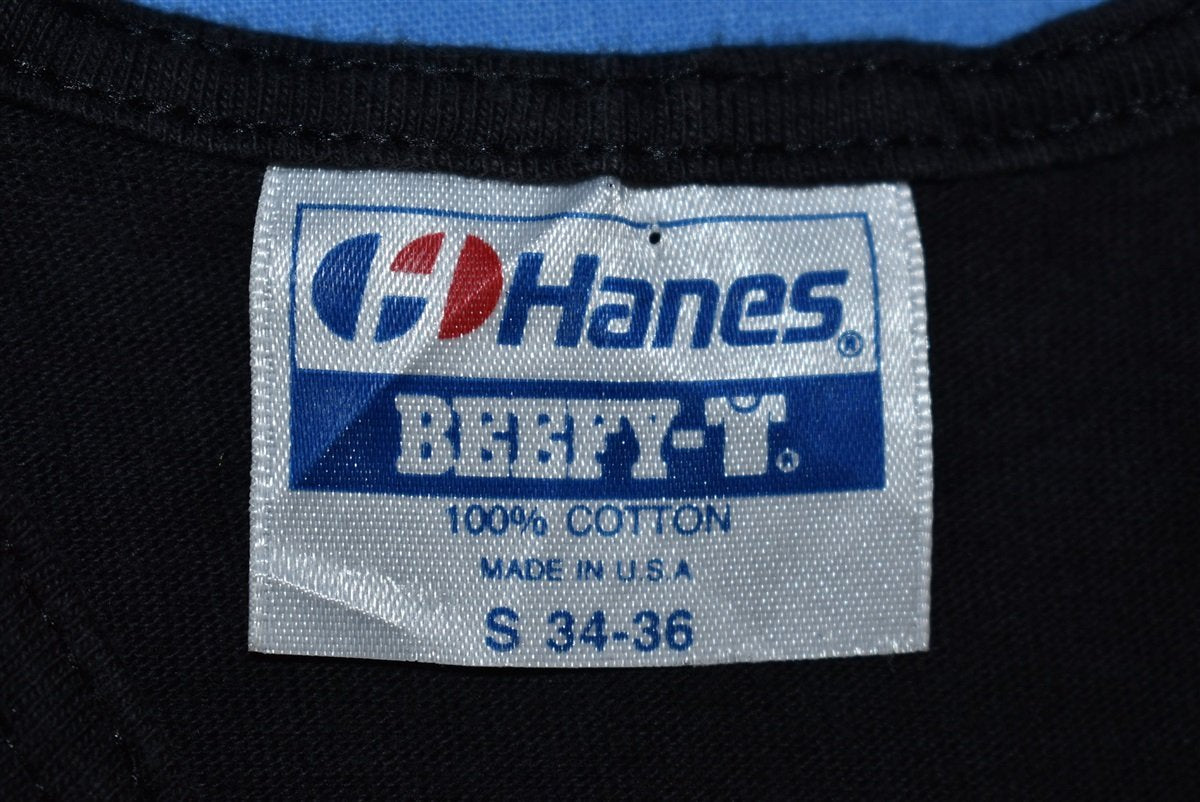 Hanes®
BEEFY-T®
100% COTTON
MADE IN U.S.A
S 34-36